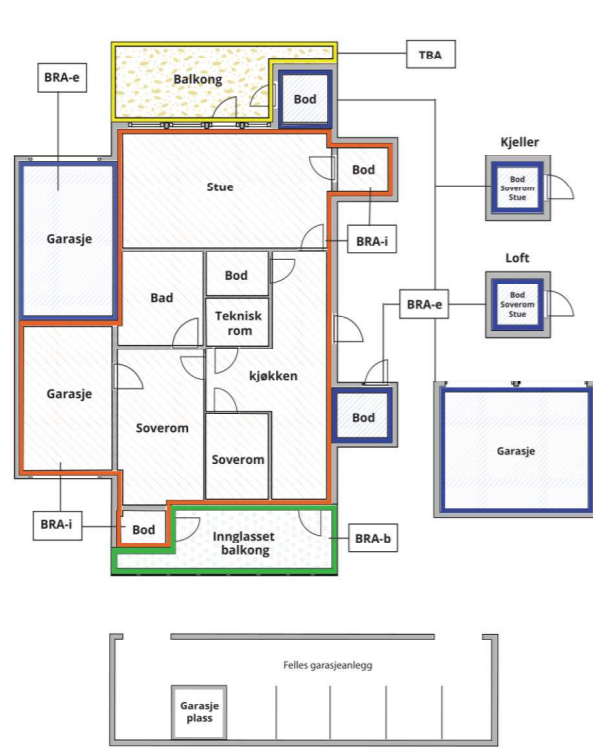 TBA
Balkong
BRA-e
Bod
Kjeller
Bod
Soverom
Stue
Stue
Bod
Garasje
BRA-i
Loft
Bod
Soverom
Stue
Bod
Bad
Teknisk
rom
BRA-e
kjøkken
Garasje
Bod
Soverom
Soverom
Garasje
BRA-i
Bod
Innglasset
balkong
BRA-b
Felles garasjeanlegg
Garasje
plass